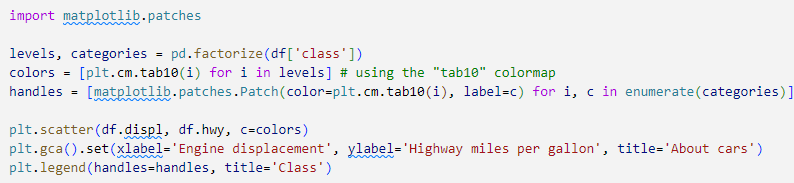 import matplotlib.patches
levels, categories = pd.factorize(df['class'])
colors = [plt.cm.tab10(i) for i in levels] # using the "tab10" colormap
handles = [matplotlib.patches.Patch(color=plt.cm.tab10(i), label=c) for i, c in enumerate(categories)]
plt.scatter(df.displ, df.hwy, c=colors)
plt.gca().set(xlabel='Engine displacement', ylabel='Highway miles per gallon', title='About cars')
plt.legend(handles=handles, title='Class')